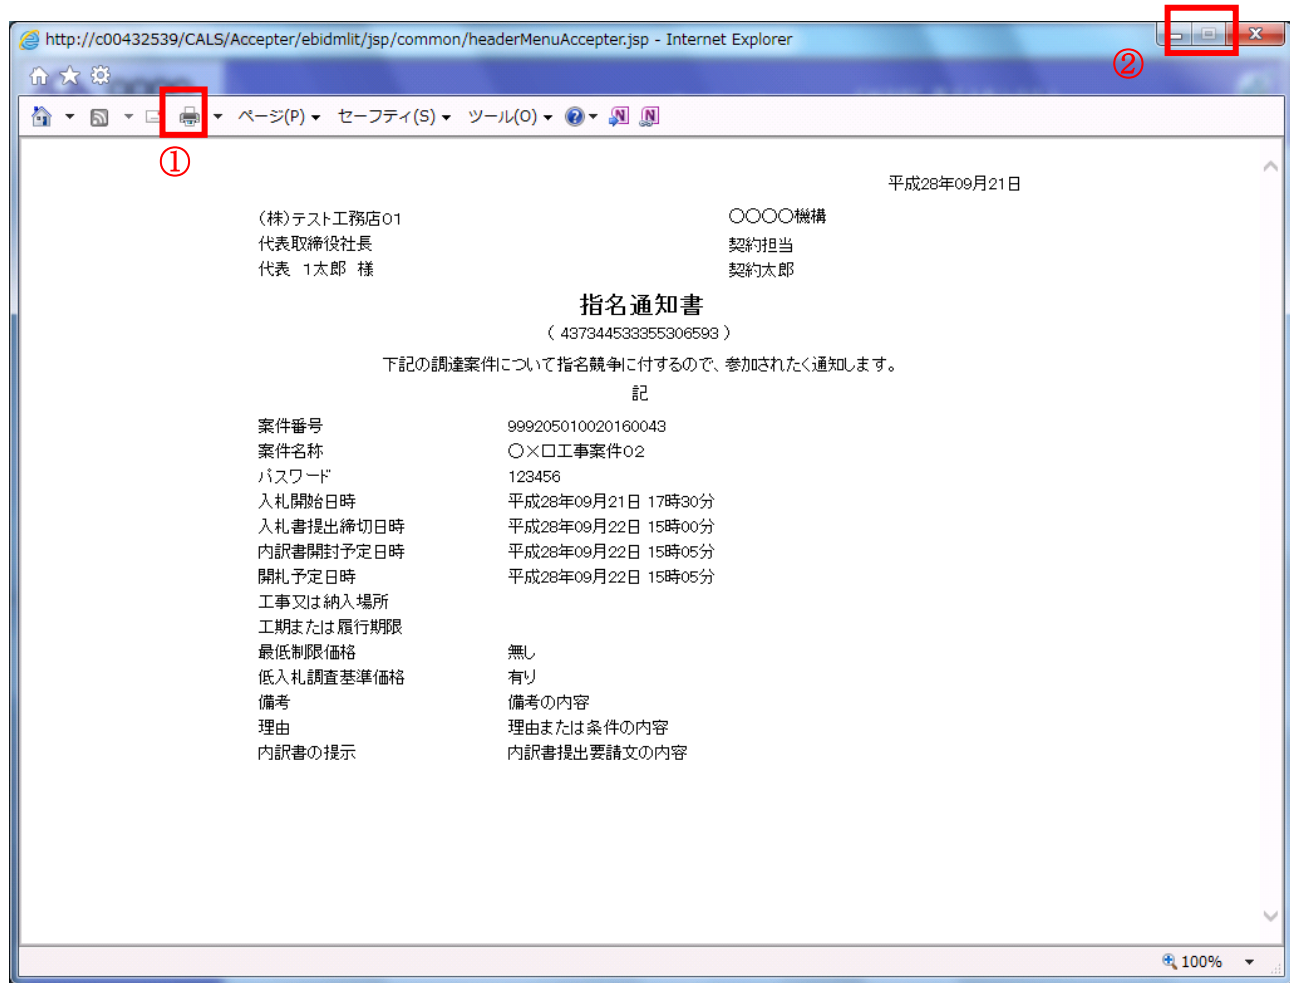 http://c00432539/CALS/Accepter/ebidmlit/jsp/common/headerMenuAccepter.jsp - Internet Explorer
②
ページ(P) セーフティ(S) ツール(O)
①
平成28年09月21日
(株)テスト工務店01 〇〇〇〇機構
代表取締役社長 契約担当
代表 1太郎 様 契約太郎
指名通知書
( 437344533355306593 )
下記の調達案件について指名競争に付するので、参加されたく通知します。
記
案件番号 999205010020160043
案件名称 〇×口工事案件02
パスワード 123456
入札開始日時 平成28年09月21日 17時30分
入札書提出締切日時 平成28年09月22日 15時00分
内訳書開封予定日時 平成28年09月22日 15時05分
開札予定日時 平成28年09月22日 15時05分
工事又は納入場所
工期または履行期限
最低制限価格 無し
低入札調査基準価格 有り
備考 備考の内容
理由 理由または条件の内容
内訳書の提示 内訳書提出要請文の内容
100%